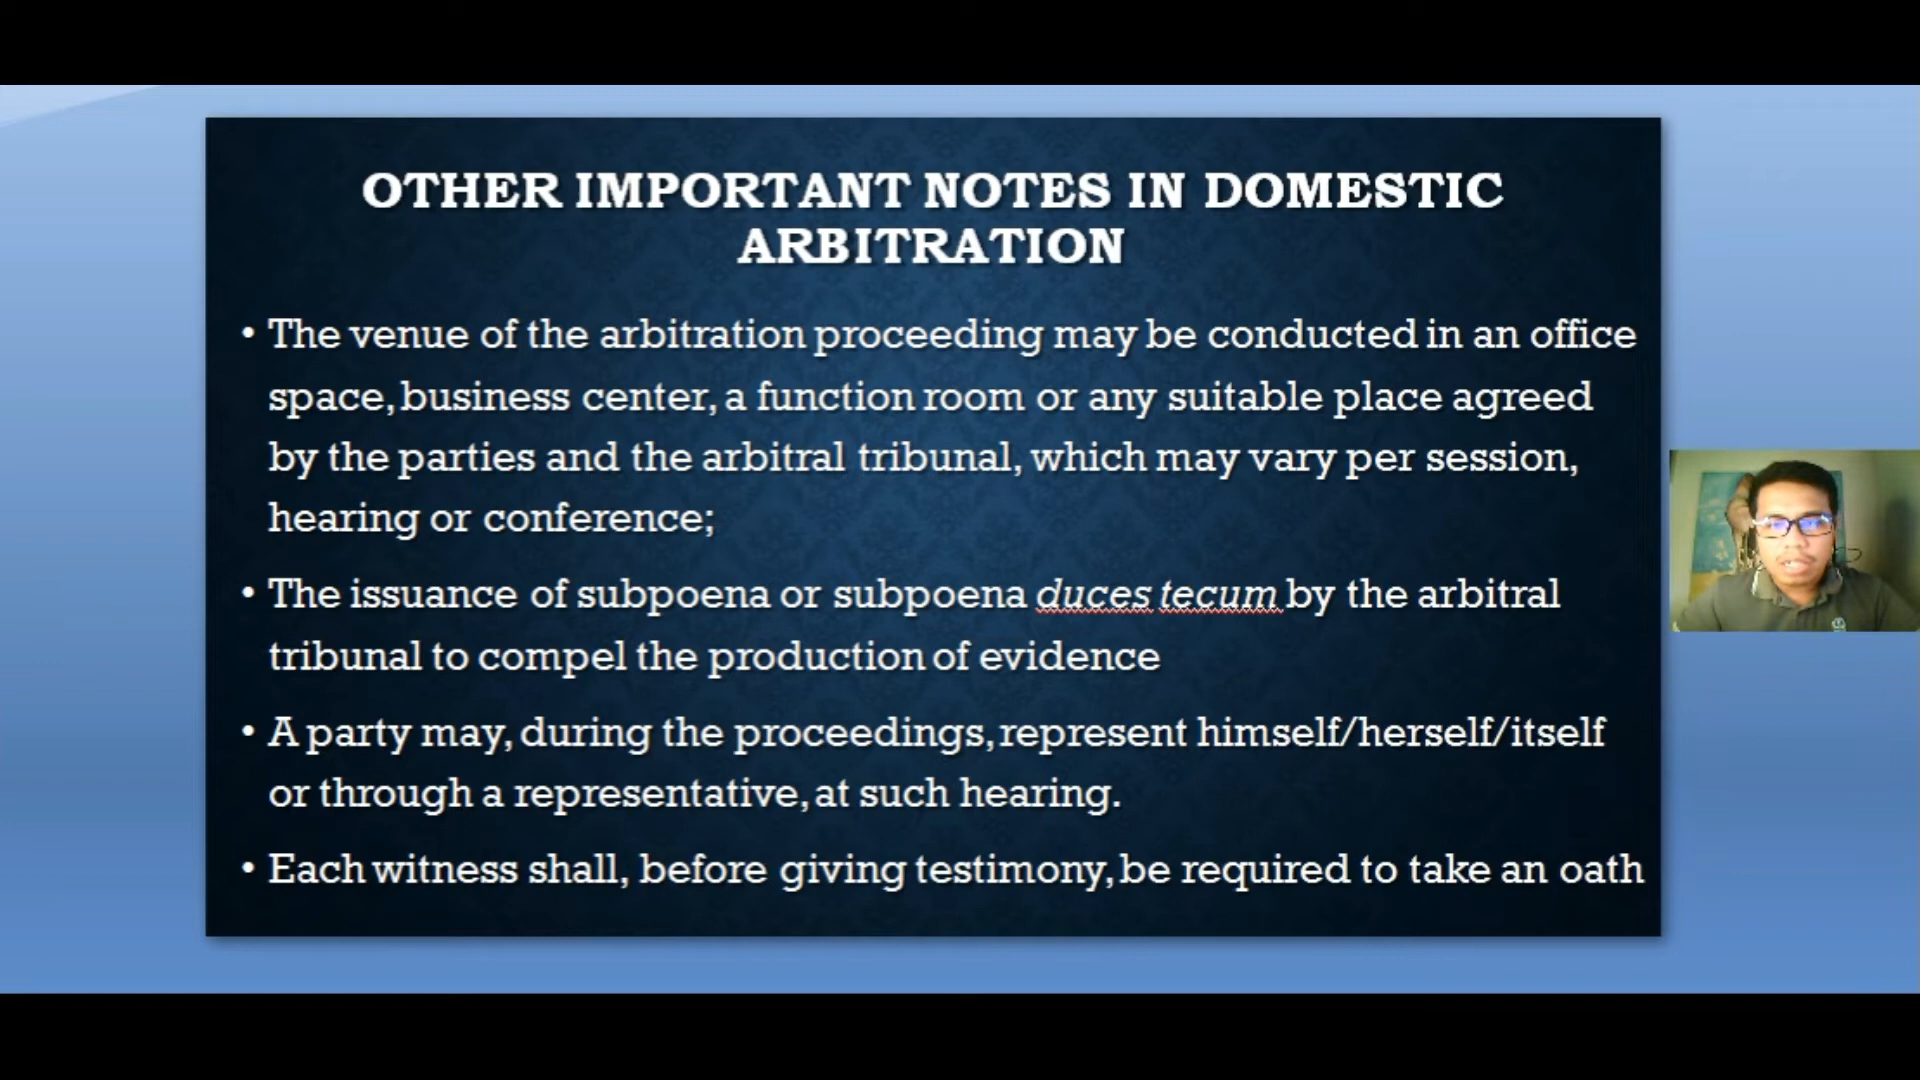 OTHER IMPORTANT NOTES IN DOMESTIC
ARBITRATION
• The venue of the arbitration proceeding may be conducted in an office
space, business center, a function room or any suitable place agreed
by the parties and the arbitral tribunal, which may vary per session,
hearing or conference;
• The issuance of subpoena or subpoena duces tecum by the arbitral
tribunal to compel the production of evidence
• A party may, during the proceedings, represent himself/herself/itself
or through a representative, at such hearing.
• Each witness shall, before giving testimony, be required to take an oath